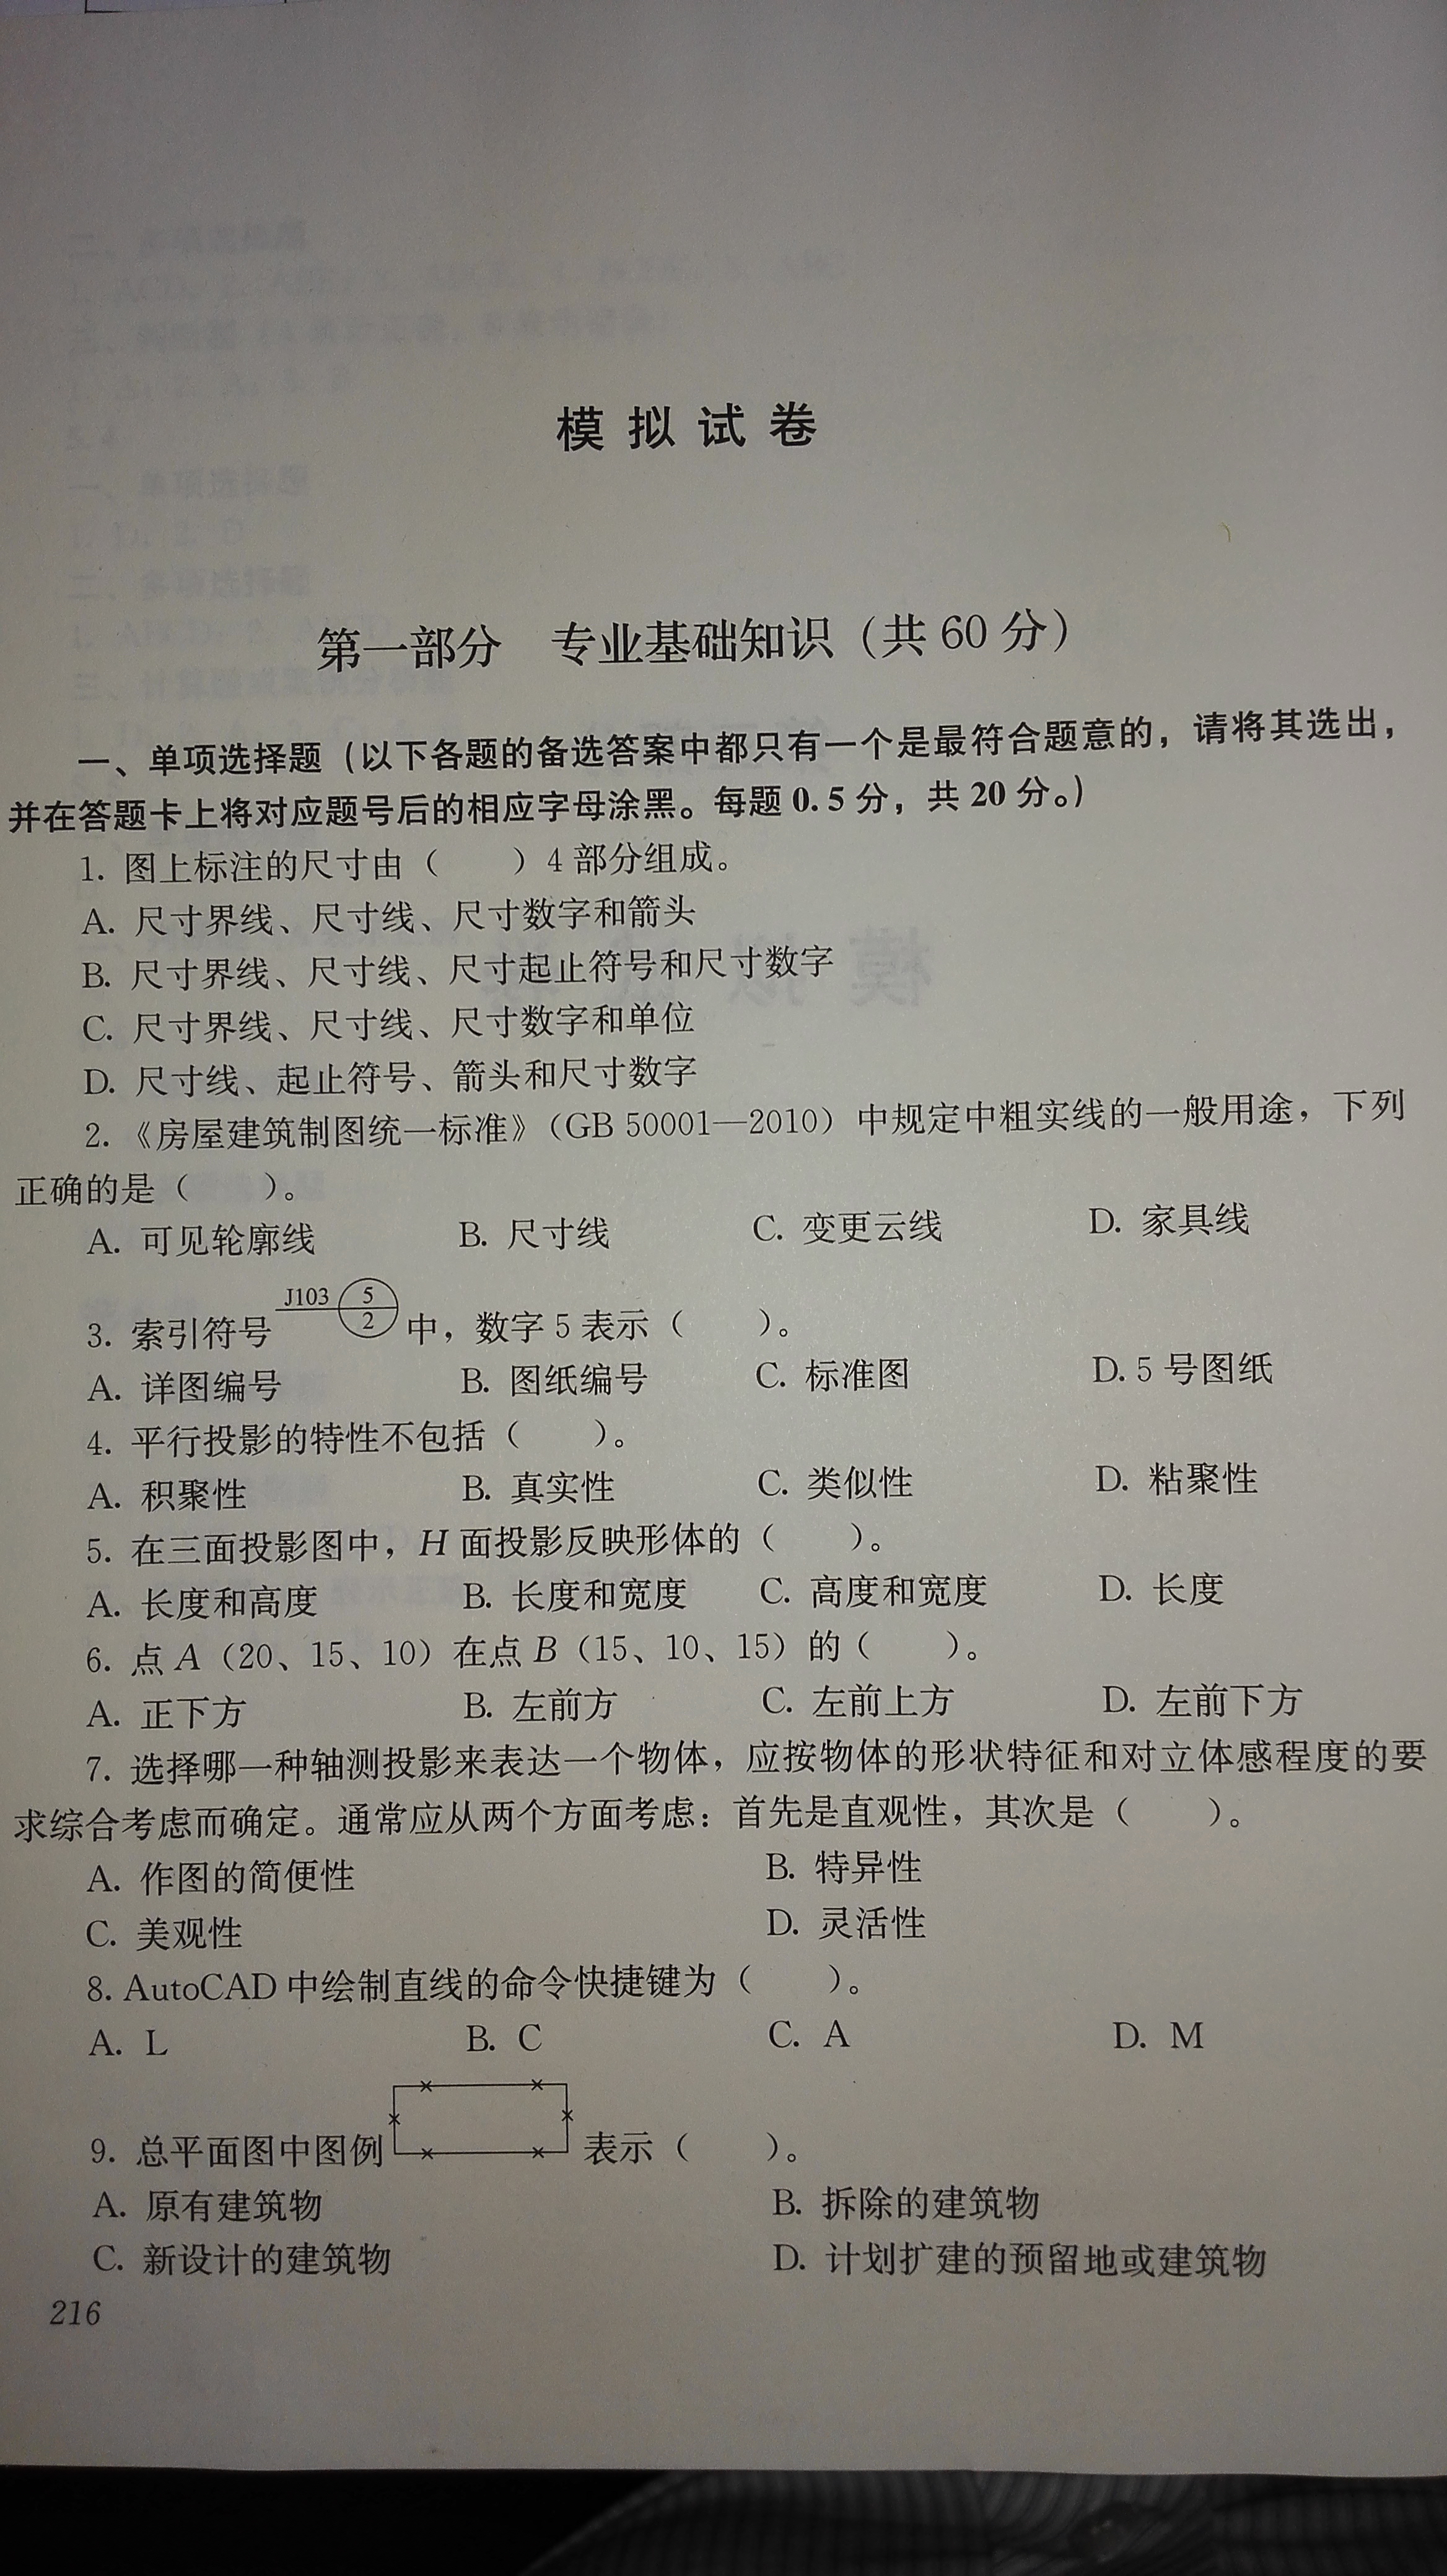 模拟试卷
第一部分 专业基础知识（共 60 分）
一、单项选择题（以下各题的备选答案中都只有一个是最符合题意的，请将其选出，
并在答题卡上将对应题号后的相应字母涂黑。每题 0.5 分，共 20 分。）
1. 图上标注的尺寸由（　　）4 部分组成。
A. 尺寸界线、尺寸线、尺寸数字和箭头
B. 尺寸界线、尺寸线、尺寸起止符号和尺寸数字
C. 尺寸界线、尺寸线、尺寸数字和单位
D. 尺寸线、起止符号、箭头和尺寸数字
2.《房屋建筑制图统一标准》（GB 50001—2010）中规定中粗实线的一般用途，下列
正确的是（　　）。
A. 可见轮廓线 B. 尺寸线 C. 变更云线 D. 家具线
3. 索引符号 J103 5 2 中，数字 5 表示（　　）。
A. 详图编号 B. 图纸编号 C. 标准图 D. 5 号图纸
4. 平行投影的特性不包括（　　）。
A. 积聚性 B. 真实性 C. 类似性 D. 粘聚性
5. 在三面投影图中，H 面投影反映形体的（　　）。
A. 长度和高度 B. 长度和宽度 C. 高度和宽度 D. 长度
6. 点 A（20、15、10）在点 B（15、10、15）的（　　）。
A. 正下方 B. 左前方 C. 左前上方 D. 左前下方
7. 选择哪一种轴测投影来表达一个物体，应按物体的形状特征和对立体感程度的要
求综合考虑而确定。通常应从两个方面考虑：首先是直观性，其次是（　　）。
A. 作图的简便性 B. 特异性
C. 美观性 D. 灵活性
8. AutoCAD 中绘制直线的命令快捷键为（　　）。
A. L B. C C. A D. M
9. 总平面图中图例 表示（　　）。
A. 原有建筑物 B. 拆除的建筑物
C. 新设计的建筑物 D. 计划扩建的预留地或建筑物
216